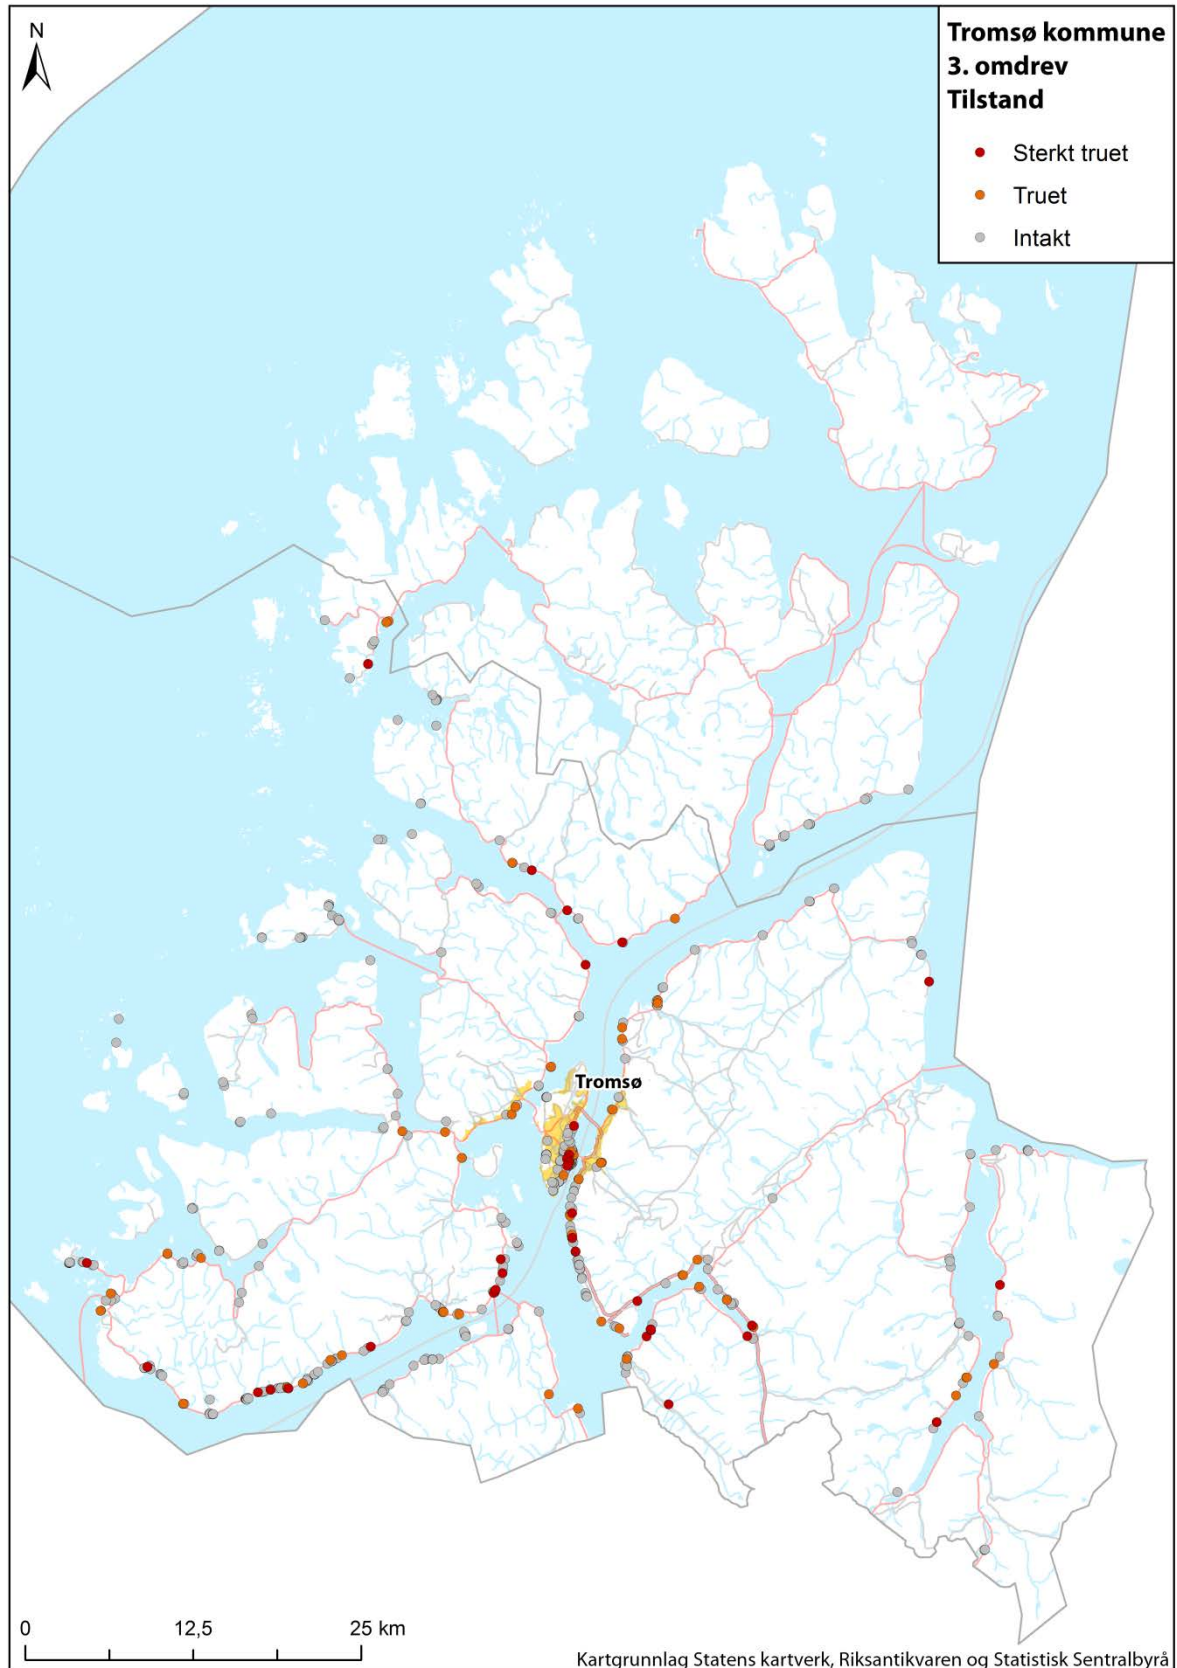 N
Tromsø kommune
3. omdrev
Tilstand
Sterkt truet
Truet
Intakt
Tromsø
0 12,5 25 km
Kartgrunnlag Statens kartverk, Riksantikvaren og Statistisk Sentralbyrå